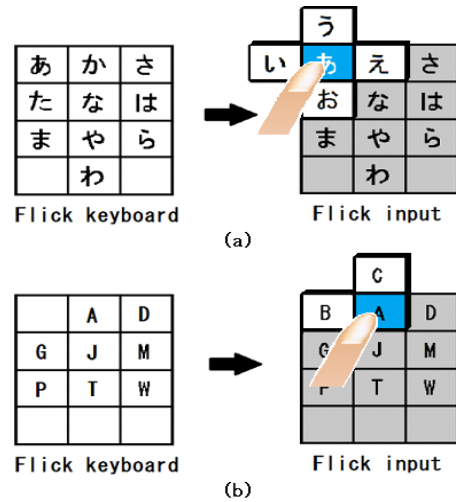 う
あ か さ い あ え さ
た な は お な は
ま や ら ま や ら
わ わ
Flick keyboard Flick input
(a)
C
A D B A D
G J M G J M
P T W T W
Flick keyboard Flick input
(b)